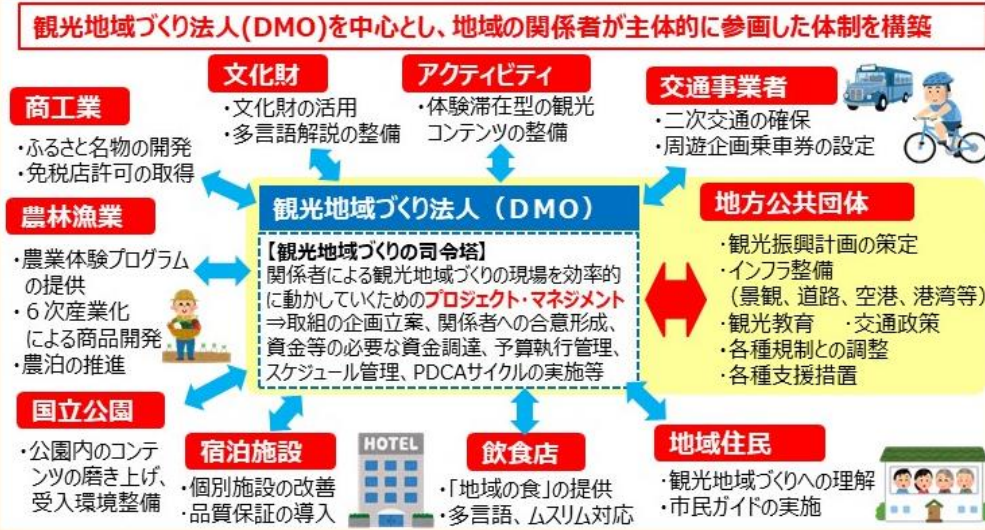 観光地域づくり法人(DMO)を中心とし、地域の関係者が主体的に参画した体制を構築
商工業
・ふるさと名物の開発
・免税店許可の取得
文化財
・文化財の活用
・多言語解説の整備
アクティビティ
・体験滞在型の観光
コンテンツの整備
交通事業者
・二次交通の確保
・周遊企画乗車券の設定
農林漁業
・農業体験プログラム
の提供
・6次産業化
による商品開発
・農泊の推進
観光地域づくり法人（DMO）
【観光地域づくりの司令塔】
関係者による観光地域づくりの現場を効率的
に動かしていくためのプロジェクト・マネジメント
⇒取組の企画立案、関係者への合意形成、
資金等の必要な資金調達、予算執行管理、
スケジュール管理、PDCAサイクルの実施等
地方公共団体
・観光振興計画の策定
・インフラ整備
（景観、道路、空港、港湾等）
・観光教育　・交通政策
・各種規制との調整
・各種支援措置
国立公園
・公園内のコンテ
ンツの磨き上げ、
受入環境整備
宿泊施設
・個別施設の改善
・品質保証の導入
HOTEL
飲食店
・「地域の食」の提供
・多言語、ムスリム対応
地域住民
・観光地域づくりへの理解
・市民ガイドの実施